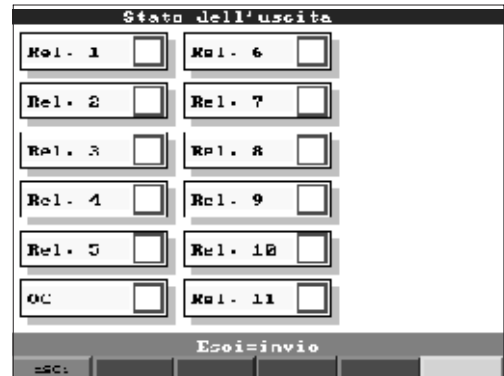 Stato dell'uscita
Rel. 1
Rel. 6
Rel. 2
Rel. 7
Rel. 3
Rel. 8
Rel. 4
Rel. 9
Rel. 5
Rel. 10
OC
Rel. 11
Esci=invio
ESC: